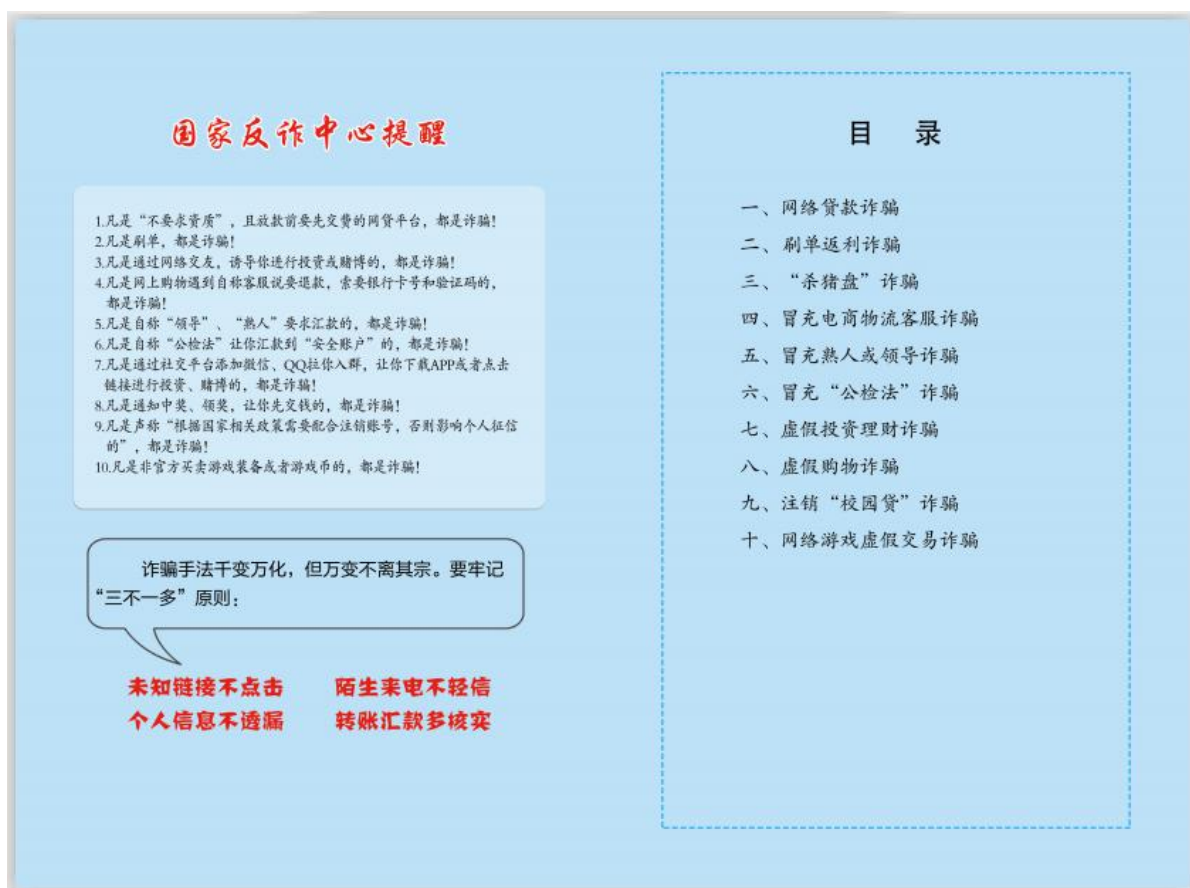 国家反诈中心提醒
1.凡是“不要求资质”，且放款前要先交费的网贷平台，都是诈骗！
2.凡是刷单，都是诈骗！
3.凡是通过网络交友，诱导你进行投资或赌博的，都是诈骗！
4.凡是网上购物遇到自称客服说要退款，索要银行卡号和验证码的，
都是诈骗！
5.凡是自称“领导”、“熟人”要求汇款的，都是诈骗！
6.凡是自称“公检法”让你汇款到“安全账户”的，都是诈骗！
7.凡是通过社交平台添加微信、QQ拉你入群，让你下载APP或者点击
链接进行投资、赌博的，都是诈骗！
8.凡是通知中奖、领奖，让你先交钱的，都是诈骗！
9.凡是声称“根据国家相关政策需要配合注销账号，否则影响个人征信
的”，都是诈骗！
10.凡是非官方买卖游戏装备或者游戏币的，都是诈骗！
诈骗手法千变万化，但万变不离其宗。要牢记
“三不一多”原则：
未知链接不点击 陌生来电不轻信
个人信息不透漏 转账汇款多核实
目 录
一、网络贷款诈骗
二、刷单返利诈骗
三、“杀猪盘”诈骗
四、冒充电商物流客服诈骗
五、冒充熟人或领导诈骗
六、冒充“公检法”诈骗
七、虚假投资理财诈骗
八、虚假购物诈骗
九、注销“校园贷”诈骗
十、网络游戏虚假交易诈骗